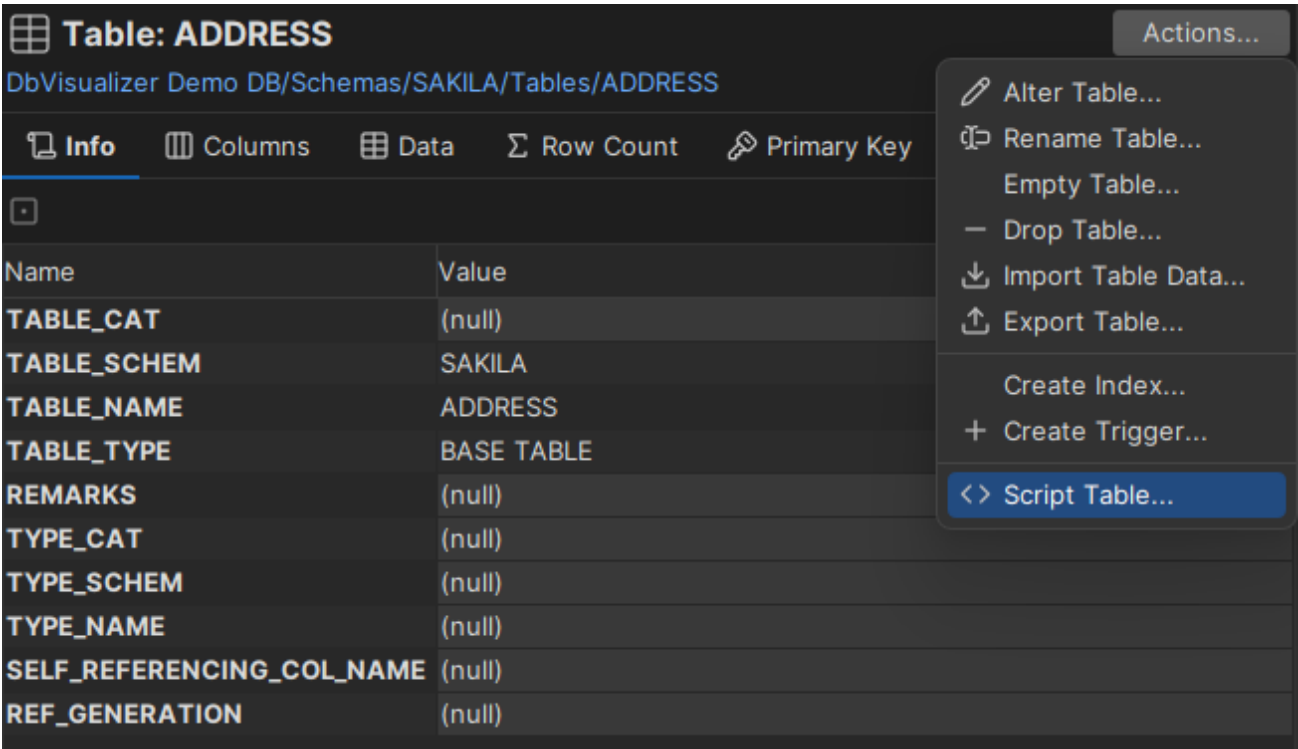 Table: ADDRESS
Actions...
DbVisualizer Demo DB/Schemas/SAKILA/Tables/ADDRESS
Info Columns Data Row Count Primary Key
Name Value
TABLE_CAT (null)
TABLE_SCHEM SAKILA
TABLE_NAME ADDRESS
TABLE_TYPE BASE TABLE
REMARKS (null)
TYPE_CAT (null)
TYPE_SCHEM (null)
TYPE_NAME (null)
SELF_REFERENCING_COL_NAME (null)
REF_GENERATION (null)
Alter Table...
Rename Table...
Empty Table...
Drop Table...
Import Table Data...
Export Table...
Create Index...
Create Trigger...
Script Table...